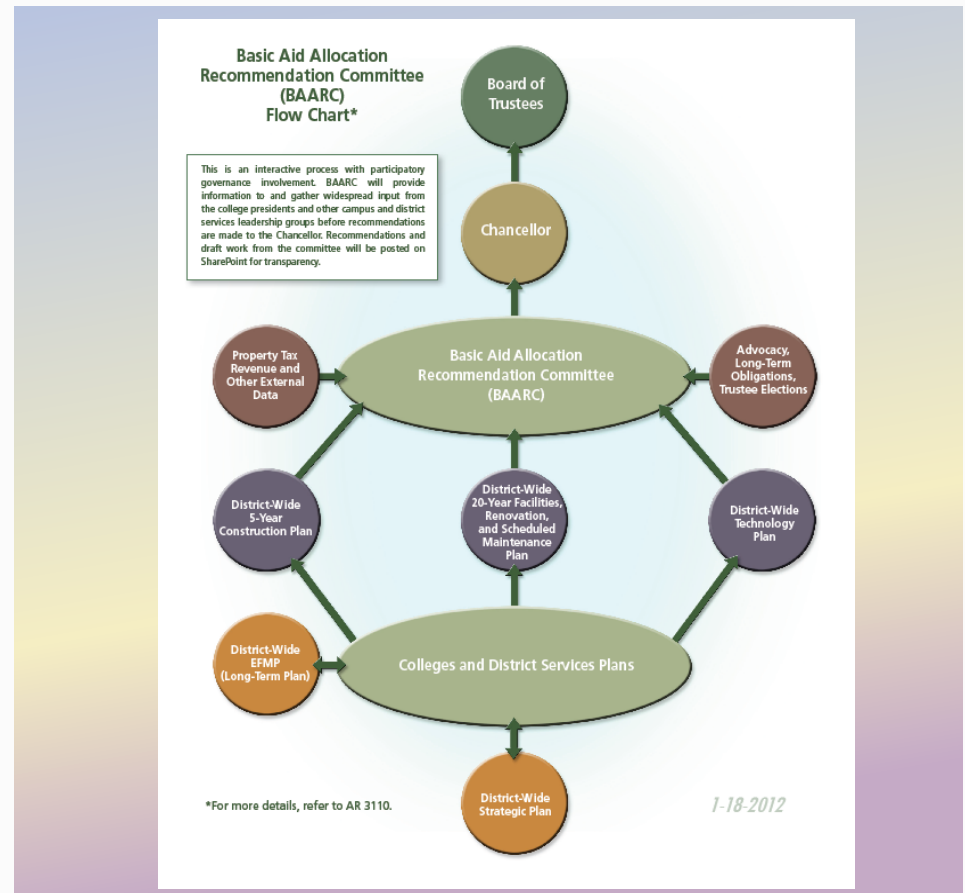 Basic Aid Allocation
Recommendation Committee
(BAARC)
Flow Chart*
Board of
Trustees
This is an interactive process with participatory
governance involvement. BAARC will provide
information to and gather widespread input from
the college presidents and other campus and district
services leadership groups before recommendations
are made to the Chancellor. Recommendations and
draft work from the committee will be posted on
SharePoint for transparency.
Chancellor
Property Tax
Revenue and
Other External
Data
Basic Aid Allocation
Recommendation Committee
(BAARC)
Advocacy,
Long-Term
Obligations,
Trustee Elections
District-Wide
5-Year
Construction Plan
District-Wide
20-Year Facilities,
Renovation,
and Scheduled
Maintenance
Plan
District-Wide
Technology
Plan
District-Wide
EFMP
(Long-Term Plan)
Colleges and District Services Plans
District-Wide
Strategic Plan
*For more details, refer to AR 3110.
1-18-2012